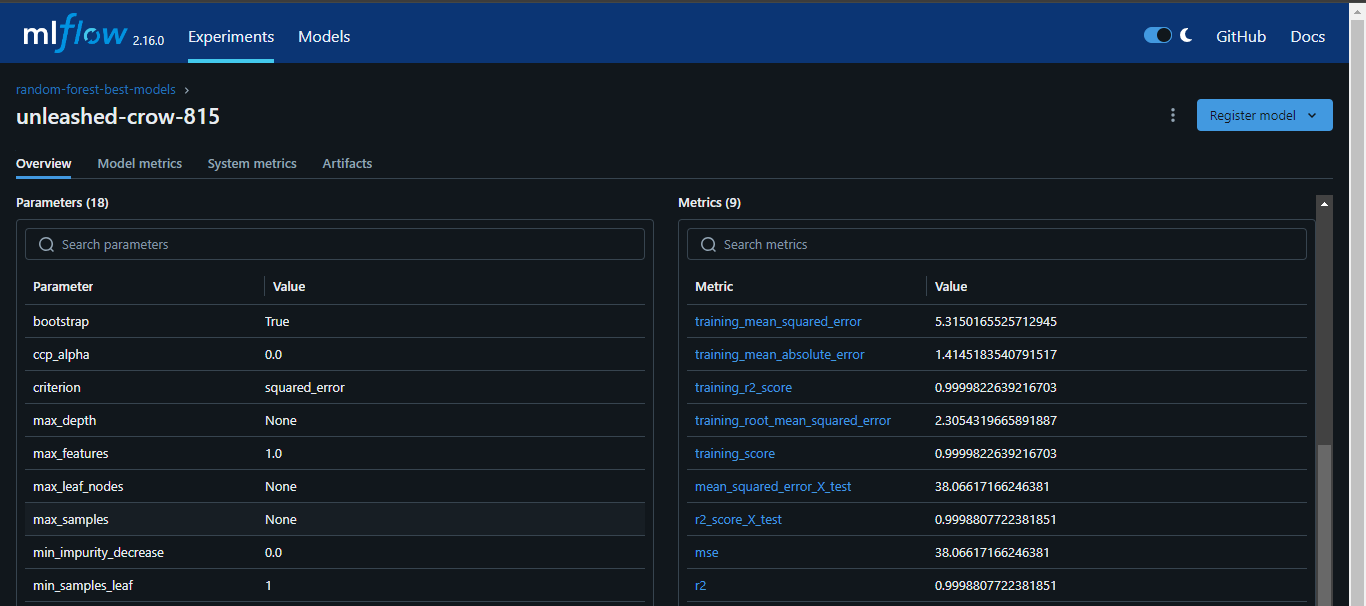 mlflow 2.16.0 Experiments Models GitHub Docs
random-forest-best-models ›
unleashed-crow-815
Register model
Overview Model metrics System metrics Artifacts
Parameters (18)
Search parameters
Parameter Value
bootstrap True
ccp_alpha 0.0
criterion squared_error
max_depth None
max_features 1.0
max_leaf_nodes None
max_samples None
min_impurity_decrease 0.0
min_samples_leaf 1
Metrics (9)
Search metrics
Metric Value
training_mean_squared_error 5.3150165525712945
training_mean_absolute_error 1.4145183540791517
training_r2_score 0.9999822639216703
training_root_mean_squared_error 2.3054319665891887
training_score 0.9999822639216703
mean_squared_error_X_test 38.06617166246381
r2_score_X_test 0.9998807722381851
mse 38.06617166246381
r2 0.9998807722381851